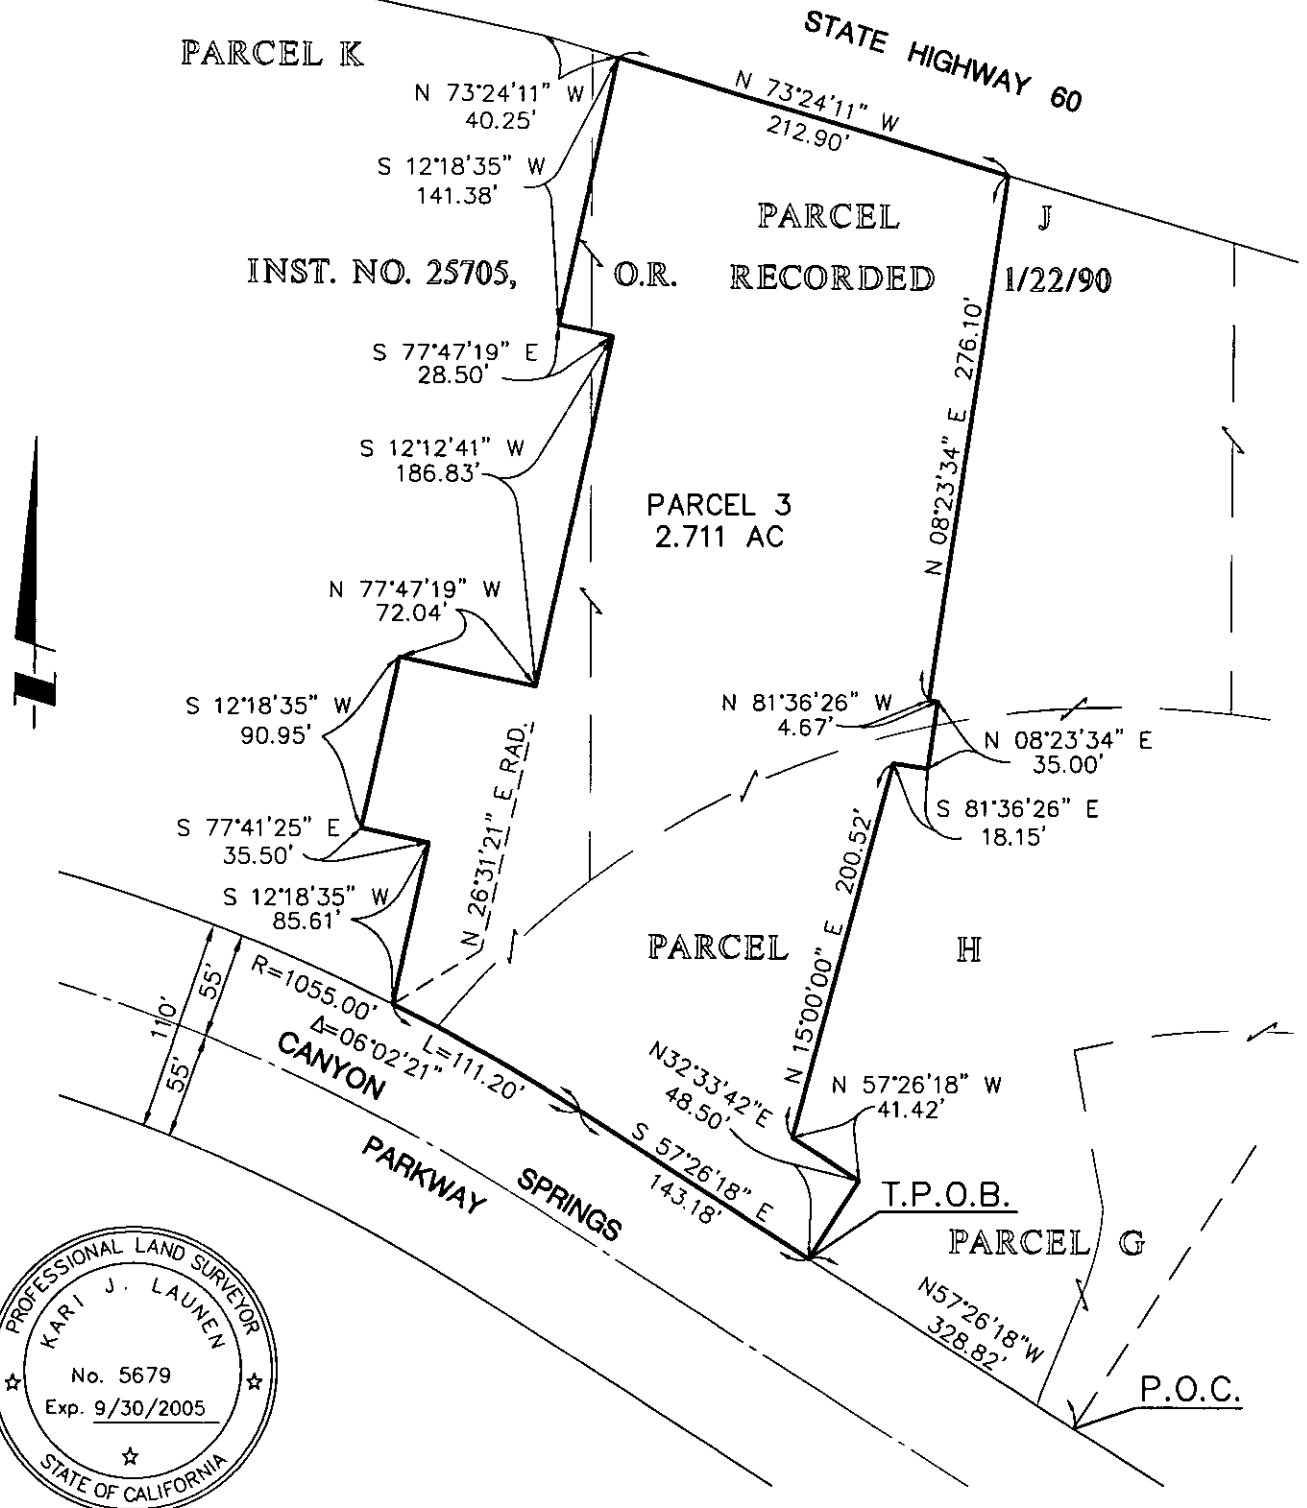 STATE HIGHWAY 60
PARCEL K
N 73°24'11" W
40.25'
N 73°24'11" W
212.90'
S 12°18'35" W
141.38'
PARCEL J
INST. NO. 25705, O.R. RECORDED 1/22/90
S 77°47'19" E
28.50'
N 08°23'34" E 276.10'
S 12°12'41" W
186.83'
PARCEL 3
2.711 AC
N 77°47'19" W
72.04'
N
S 12°18'35" W
90.95'
N 81°36'26" W
4.67'
N 08°23'34" E
35.00'
N 26°31'21" E RAD.
S 77°41'25" E
35.50'
S 81°36'26" E
18.15'
S 12°18'35" W
85.61'
N 15°00'00" E 200.52'
PARCEL H
110'
55'
55'
R=1055.00'
Δ=06°02'21"
L=111.20'
CANYON
PARKWAY
SPRINGS
N32°33'42"E
48.50'
N 57°26'18" W
41.42'
S 57°26'18" E
143.18'
T.P.O.B.
PARCEL G
N57°26'18"W
328.82'
P.O.C.
PROFESSIONAL LAND SURVEYOR
KARI J. LAUNEN
No. 5679
Exp. 9/30/2005
STATE OF CALIFORNIA